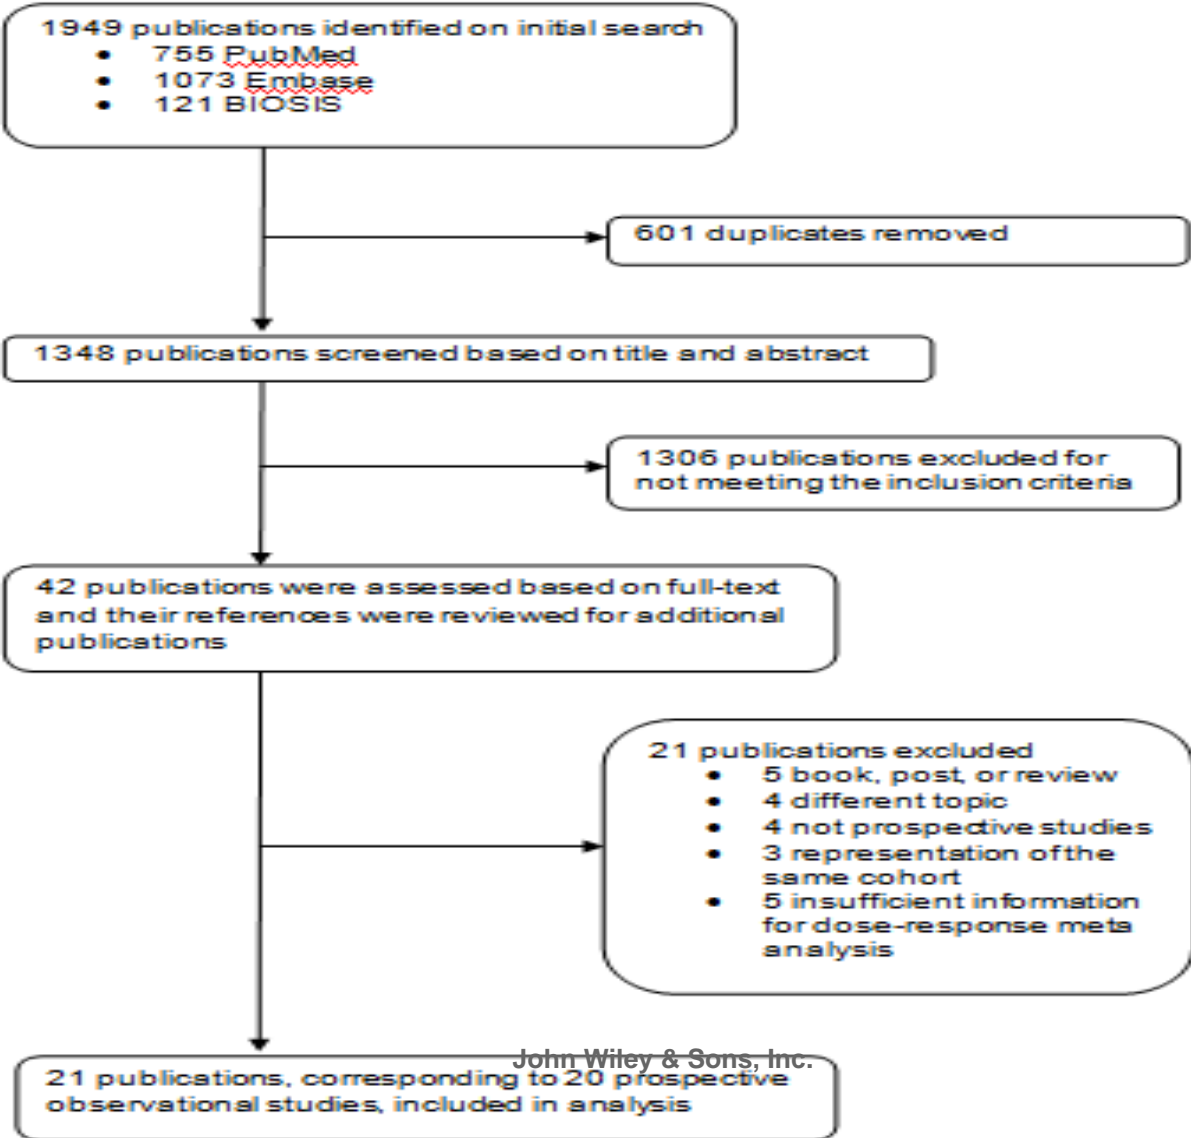 1949 publications identified on initial search
• 755 PubMed
• 1073 Embase
• 121 BIOSIS
601 duplicates removed
1348 publications screened based on title and abstract
1306 publications excluded for
not meeting the inclusion criteria
42 publications were assessed based on full-text
and their references were reviewed for additional
publications
21 publications excluded
• 5 book, post, or review
• 4 different topic
• 4 not prospective studies
• 3 representation of the
same cohort
• 5 insufficient information
for dose-response meta
analysis
John Wiley & Sons, Inc.
21 publications, corresponding to 20 prospective
observational studies, included in analysis